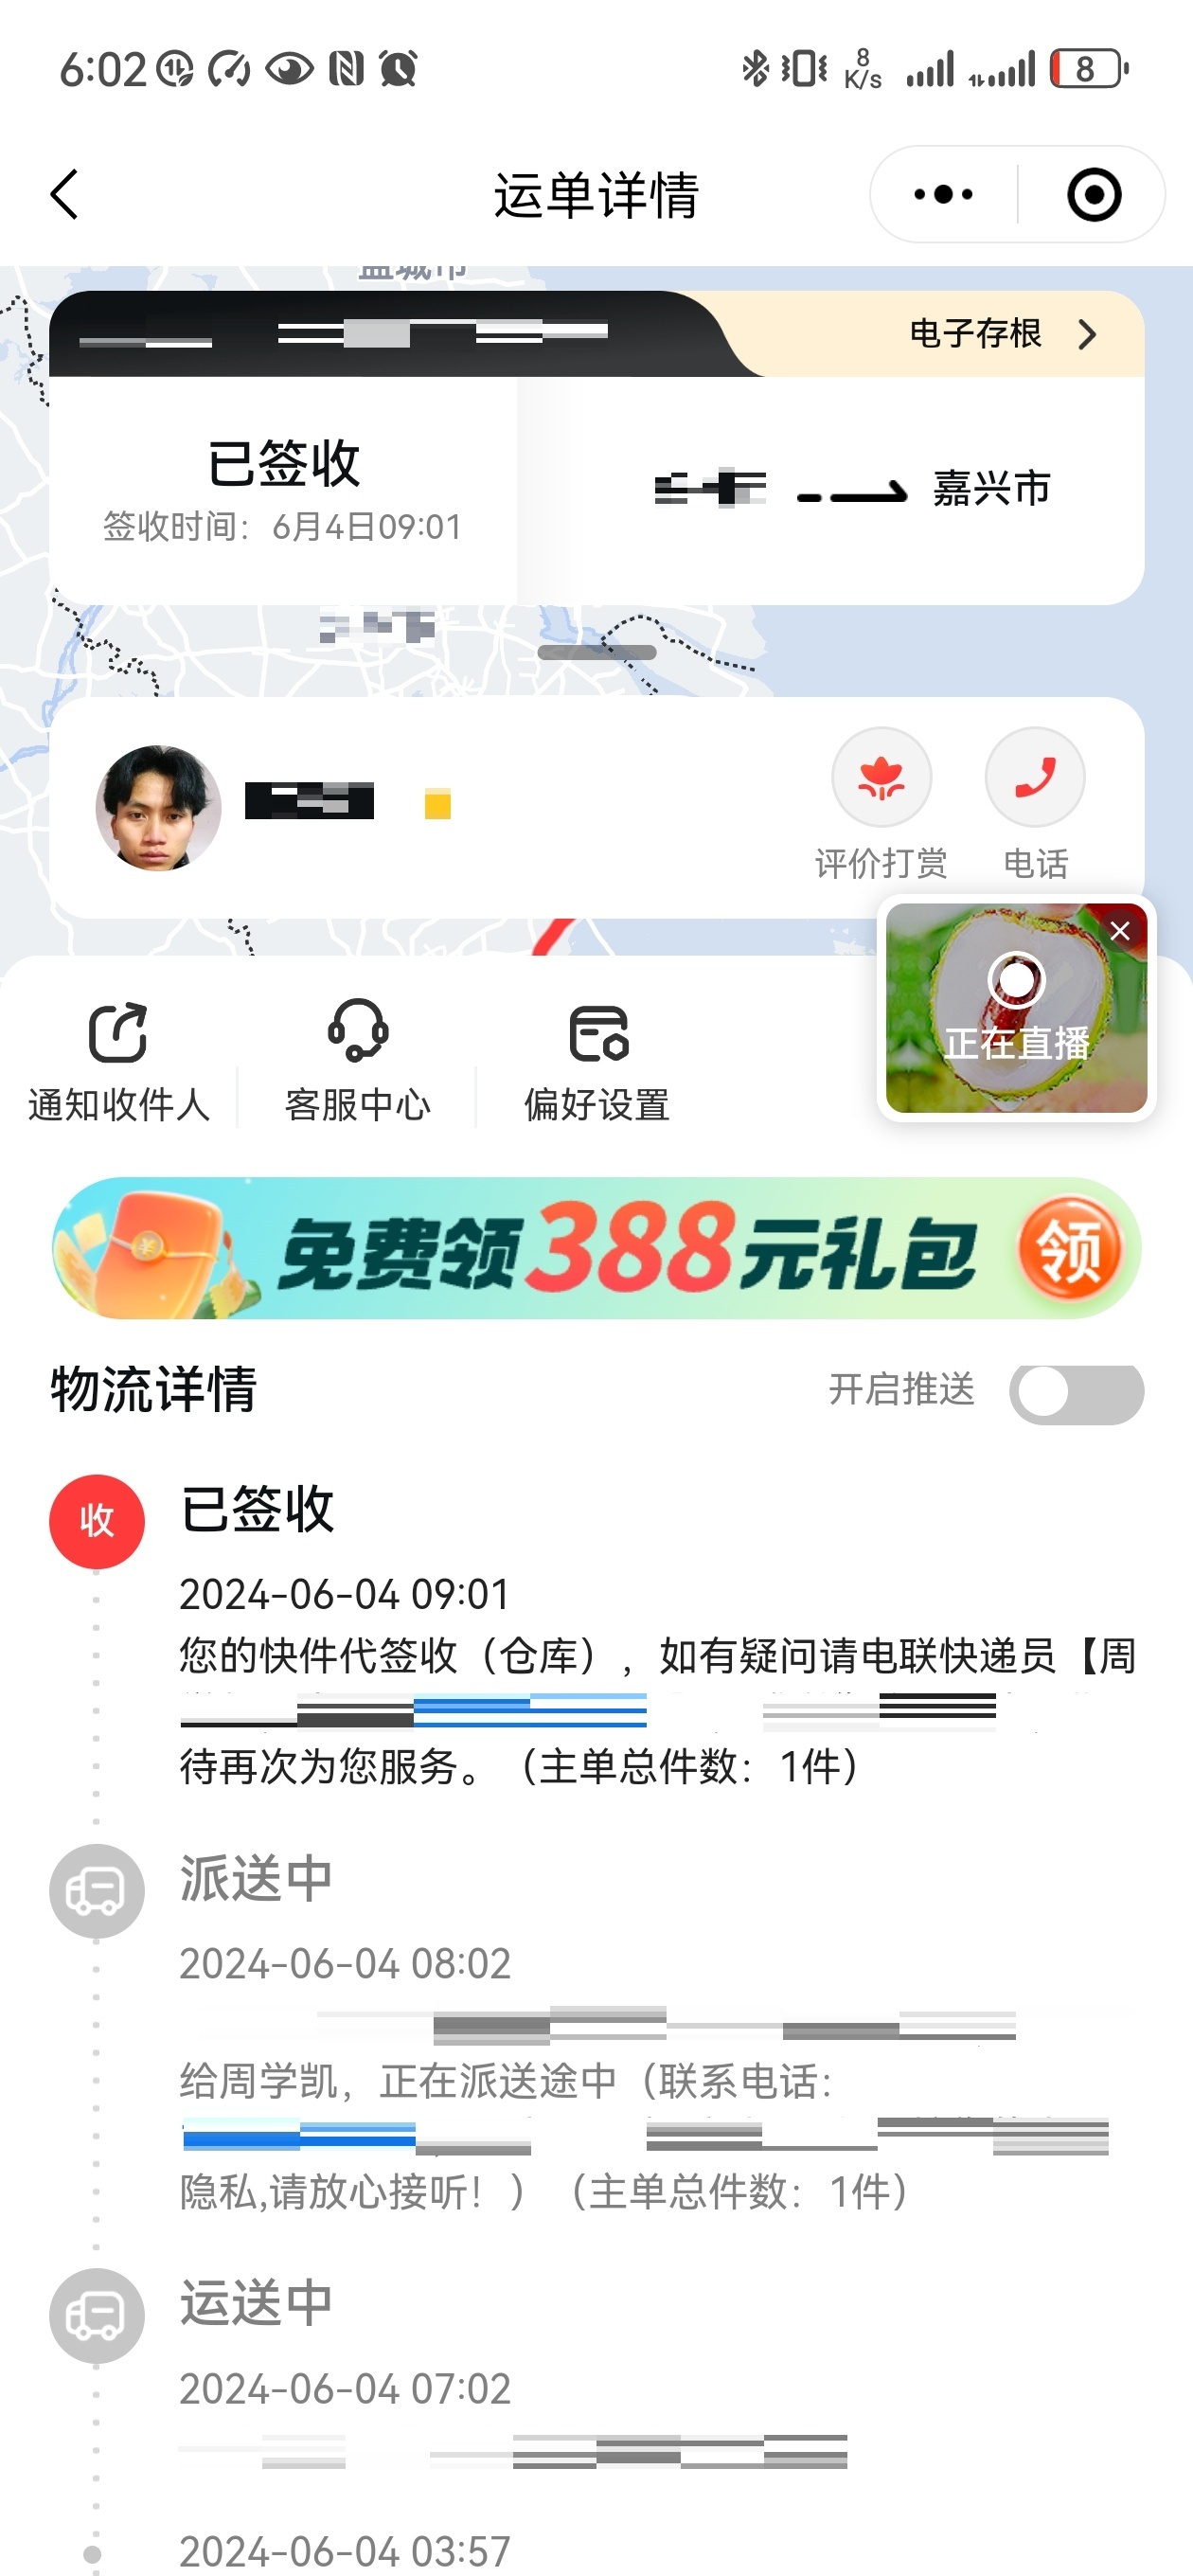 6:02
8
K/s
8
运单详情
电子存根
已签收
签收时间：6月4日09:01
嘉兴市
评价打赏
电话
正在直播
通知收件人
客服中心
偏好设置
免费领388元礼包
领
物流详情
开启推送
收
已签收
2024-06-04 09:01
您的快件代签收（仓库），如有疑问请电联快递员【周
待再次为您服务。（主单总件数：1件）
派送中
2024-06-04 08:02
给周学凯，正在派送途中（联系电话：
隐私,请放心接听！）（主单总件数：1件）
运送中
2024-06-04 07:02
2024-06-04 03:57